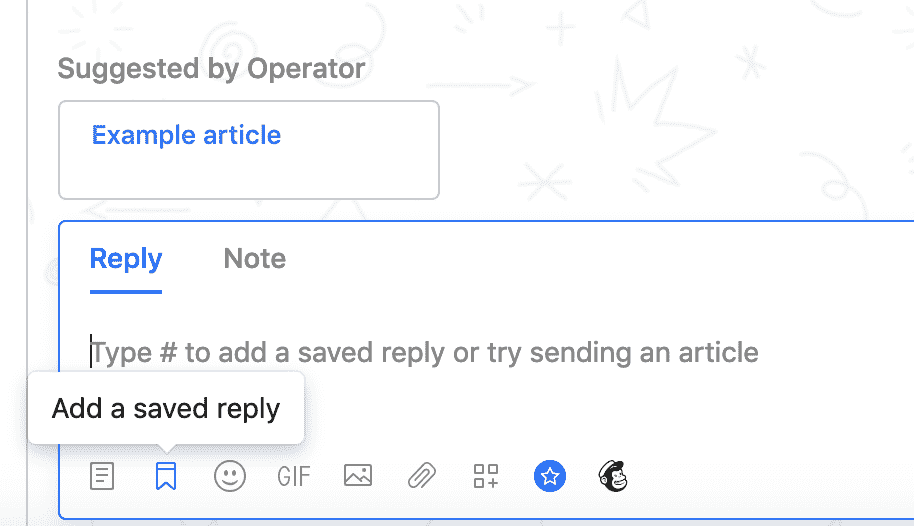 Suggested by Operator
Example article
Reply Note
Type # to add a saved reply or try sending an article
Add a saved reply
GIF